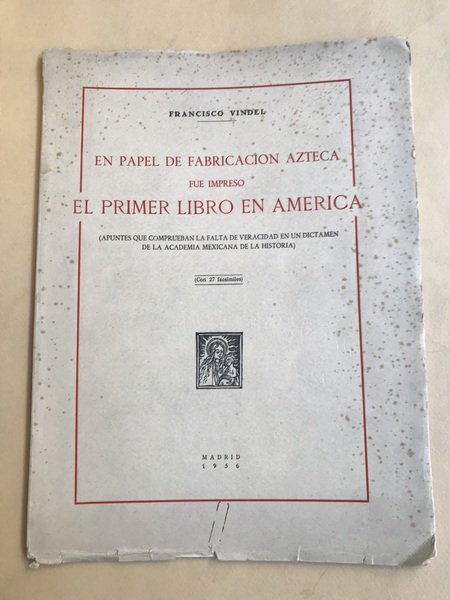 FRANCISCO VINDEL
EN PAPEL DE FABRICACION AZTECA
FUE IMPRESO
EL PRIMER LIBRO EN AMERICA
(APUNTES QUE COMPRUEBAN LA FALTA DE VERACIDAD EN UN DICTAMEN
DE LA ACADEMIA MEXICANA DE LA HISTORIA)
(Con 27 facsímiles)
MADRID
1956